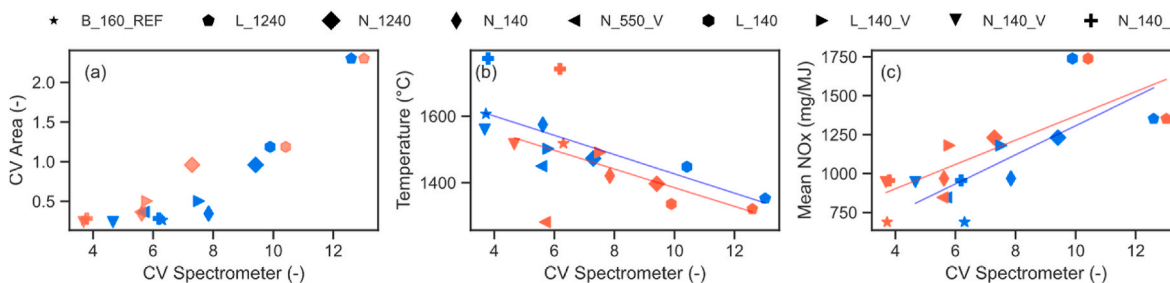 B_160_REF L_1240 N_1240 N_140 N_550_V L_140 L_140_V N_140_V N_140_
(a) (b) (c)
CV Area (-)
2.0
1.5
1.0
0.5
4 6 8 10 12
CV Spectrometer (-)
Temperature (°C)
1600
1400
4 6 8 10 12
CV Spectrometer (-)
Mean NOx (mg/MJ)
1750
1500
1250
1000
750
4 6 8 10 12
CV Spectrometer (-)